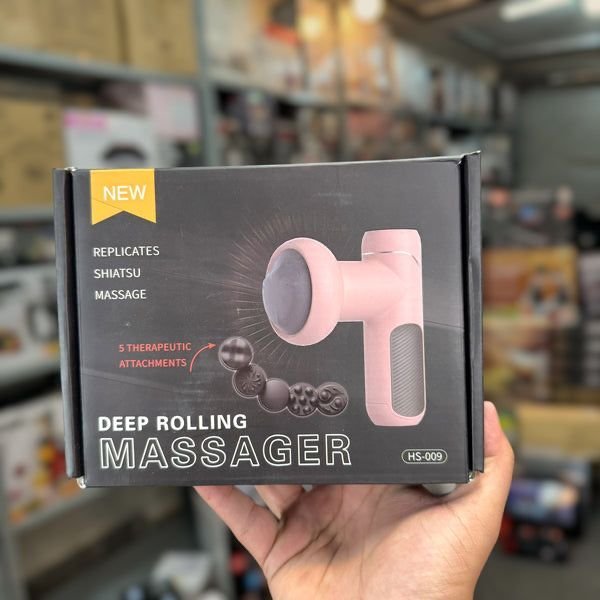 NEW
REPLICATES
SHIATSU
MASSAGE
5 THERAPEUTIC
ATTACHMENTS
DEEP ROLLING
MASSAGER
HS-009